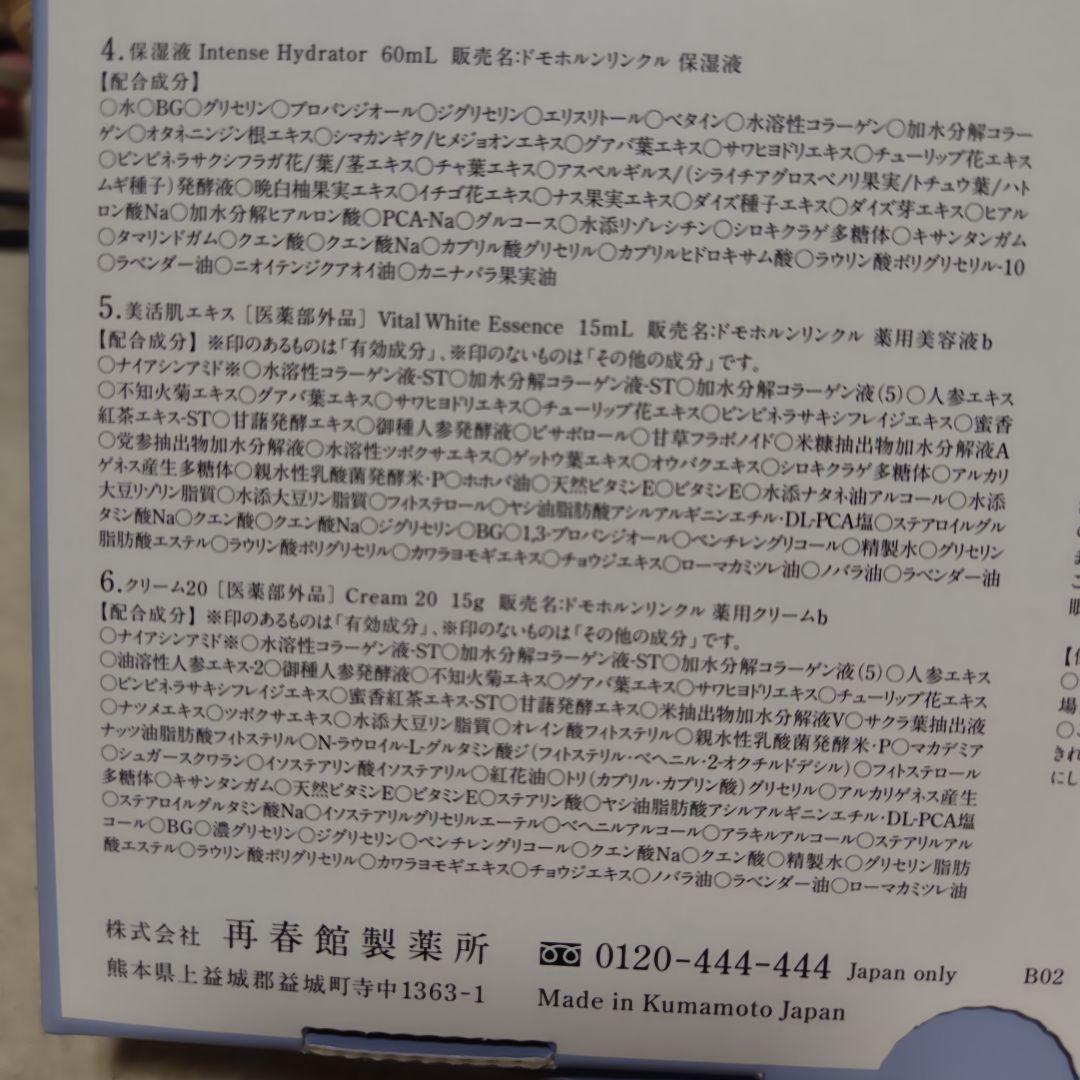 4.保湿液 Intense Hydrator 60mL 販売名:ドモホルンリンクル 保湿液
【配合成分】
○水○BG○グリセリン○プロパンジオール○ジグリセリン○エリスリトール○ベタイン○水溶性コラーゲン○加水分解コラー
ゲン○オタネニンジン根エキス○シマカンギク/ヒメジョオンエキス○グアバ葉エキス○サワヒヨドリエキス○チューリップ花エキス
○ピンピネラサクシフラガ花/葉/茎エキス○チャ葉エキス○アスペルギルス/(シライチアグロスベノリ果実/トチュウ葉/ハト
ムギ種子)発酵液○晩白柚果実エキス○イチゴ花エキス○ナス果実エキス○ダイズ種子エキス○ダイズ芽エキス○ヒアル
ロン酸Na○加水分解ヒアルロン酸○PCA-Na○グルコース○水添リゾレシチン○シロキクラゲ多糖体○キサンタンガム
○タマリンドガム○クエン酸○クエン酸Na○カプリル酸グリセリル○カプリルヒドロキサム酸○ラウリン酸ポリグリセリル-10
○ラベンダー油○ニオイテンジクアオイ油○カニナバラ果実油
5.美活肌エキス [医薬部外品] Vital White Essence 15mL 販売名:ドモホルンリンクル 薬用美容液b
【配合成分】※印のあるものは「有効成分」、※印のないものは「その他の成分」です。
○ナイアシンアミド※○水溶性コラーゲン液-ST○加水分解コラーゲン液-ST○加水分解コラーゲン液(5)○人参エキス
○不知火菊エキス○グアバ葉エキス○サワヒヨドリエキス○チューリップ花エキス○ピンピネラサキシフレイジエキス○蜜香
紅茶エキス-ST○甘藷発酵エキス○御種人参発酵液○ビサボロール○甘草フラボノイド○米糠抽出物加水分解液A
○党参抽出物加水分解液○水溶性ツボクサエキス○ゲットウ葉エキス○オウバクエキス○シロキクラゲ多糖体○アルカリ
ゲネス産生多糖体○親水性乳酸菌発酵米・P○ホホバ油○天然ビタミンE○ビタミンE○水添ナタネ油アルコール○水添
大豆リゾリン脂質○水添大豆リン脂質○フィトステロール○ヤシ油脂肪酸アシルアルギニンエチル・DL-PCA塩○ステアロイルグル
タミン酸Na○クエン酸○クエン酸Na○ジグリセリン○BG○1,3-プロパンジオール○ペンチレングリコール○精製水○グリセリン
脂肪酸エステル○ラウリン酸ポリグリセリル○カワラヨモギエキス○チョウジエキス○ローマカミツレ油○ノバラ油○ラベンダー油
6.クリーム20 [医薬部外品] Cream 20 15g 販売名:ドモホルンリンクル 薬用クリームb
【配合成分】※印のあるものは「有効成分」、※印のないものは「その他の成分」です。
○ナイアシンアミド※○水溶性コラーゲン液-ST○加水分解コラーゲン液-ST○加水分解コラーゲン液(5)○人参エキス
○油溶性人参エキス-2○御種人参発酵液○不知火菊エキス○グアバ葉エキス○サワヒヨドリエキス○チューリップ花エキス
○ピンピネラサキシフレイジエキス○蜜香紅茶エキス-ST○甘藷発酵エキス○米抽出物加水分解液V○サクラ葉抽出液
○ナツメエキス○ツボクサエキス○水添大豆リン脂質○オレイン酸フィトステリル○親水性乳酸菌発酵米・P○マカデミア
ナッツ油脂肪酸フィトステリル○N-ラウロイル-L-グルタミン酸ジ(フィトステリル・ベヘニル・2-オクチルドデシル)○フィトステロール
○シュガースクワラン○イソステアリン酸イソステアリル○紅花油○トリ(カプリル・カプリン酸)グリセリル○アルカリゲネス産生
多糖体○キサンタンガム○天然ビタミンE○ビタミンE○ステアリン酸○ヤシ油脂肪酸アシルアルギニンエチル・DL-PCA塩
○ステアロイルグルタミン酸Na○イソステアリルグリセリルエーテル○ベヘニルアルコール○アラキルアルコール○ステアリルアル
コール○BG○濃グリセリン○ジグリセリン○ペンチレングリコール○クエン酸Na○クエン酸○精製水○グリセリン脂肪
酸エステル○ラウリン酸ポリグリセリル○カワラヨモギエキス○チョウジエキス○ノバラ油○ラベンダー油○ローマカミツレ油
株式会社 再春館製薬所 0120-444-444 Japan only B02
熊本県上益城郡益城町寺中1363-1 Made in Kumamoto Japan
場
にし